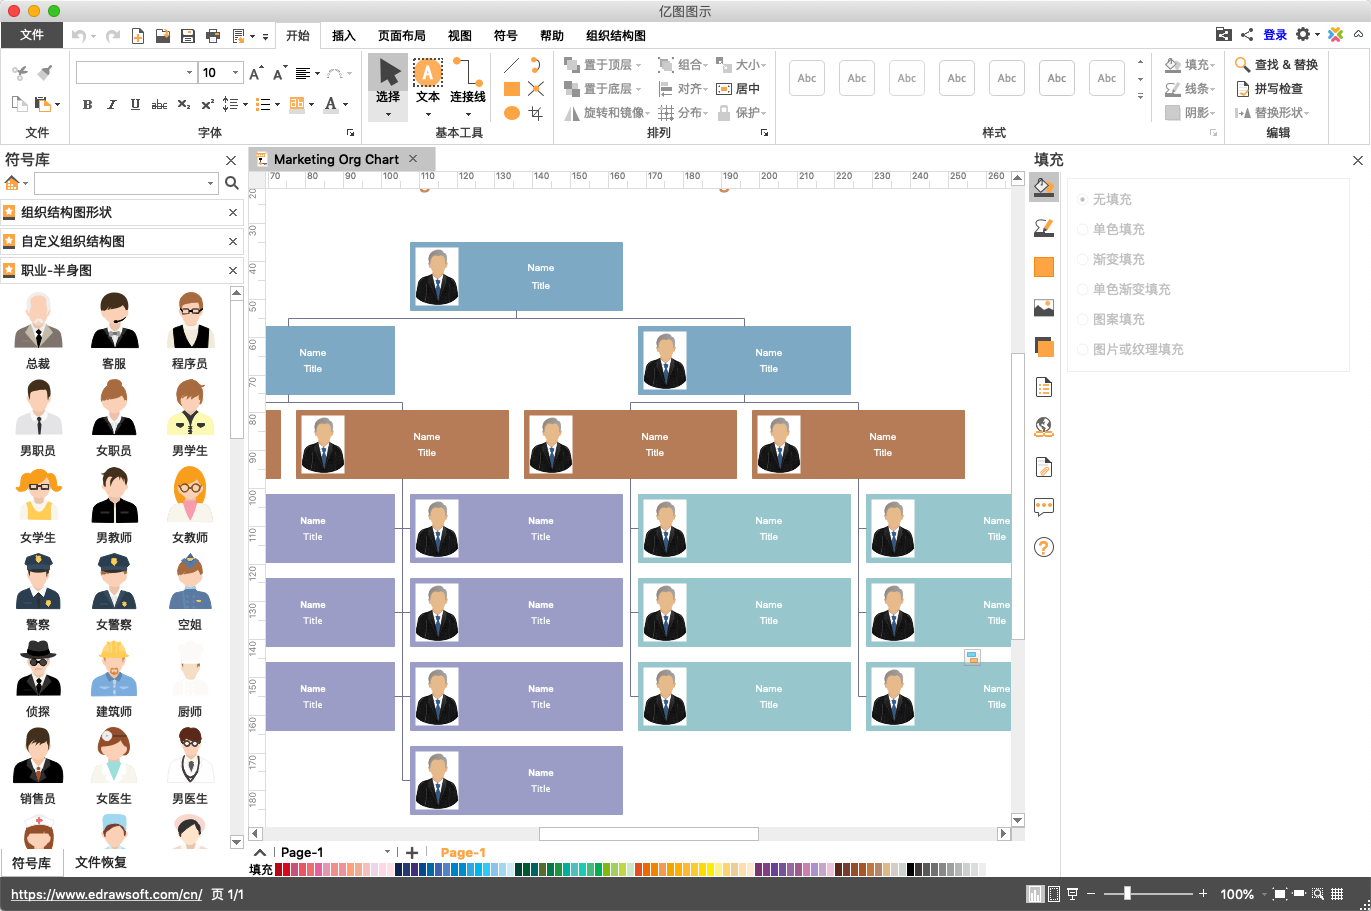 亿图图示
文件
开始
插入
页面布局
视图
符号
帮助
组织结构图
登录
10
B I U abc X₂ X²
A
文件
字体
选择
文本
连接线
基本工具
置于顶层
组合
大小
置于底层
对齐
居中
旋转和镜像
分布
保护
排列
Abc Abc Abc Abc Abc Abc Abc
样式
填充
线条
阴影
查找 & 替换
拼写检查
替换形状
编辑
符号库
组织结构图形状
自定义组织结构图
职业-半身图
总裁 客服 程序员
男职员 女职员 男学生
女学生 男教师 女教师
警察 女警察 空姐
侦探 建筑师 厨师
销售员 女医生 男医生
符号库 文件恢复
Marketing Org Chart
70 80 90 100 110 120 130 140 150 160 170 180 190 200 210 220 230 240 250 260
20 30 40 50 60 70 80 90 100 110 120 130 140 150 160 170 180
Name
Title
Name
Title
Name
Title
Name
Title
Name
Title
Name
Title
Name
Title
Name
Title
Name
Title
Name
Title
Name
Title
Name
Title
Name
Title
Name
Title
Name
Title
Name
Title
Name
Title
Name
Title
Name
Title
Page-1
Page-1
填充
填充
无填充
单色填充
渐变填充
单色渐变填充
图案填充
图片或纹理填充
https://www.edrawsoft.com/cn/ 页 1/1
100%